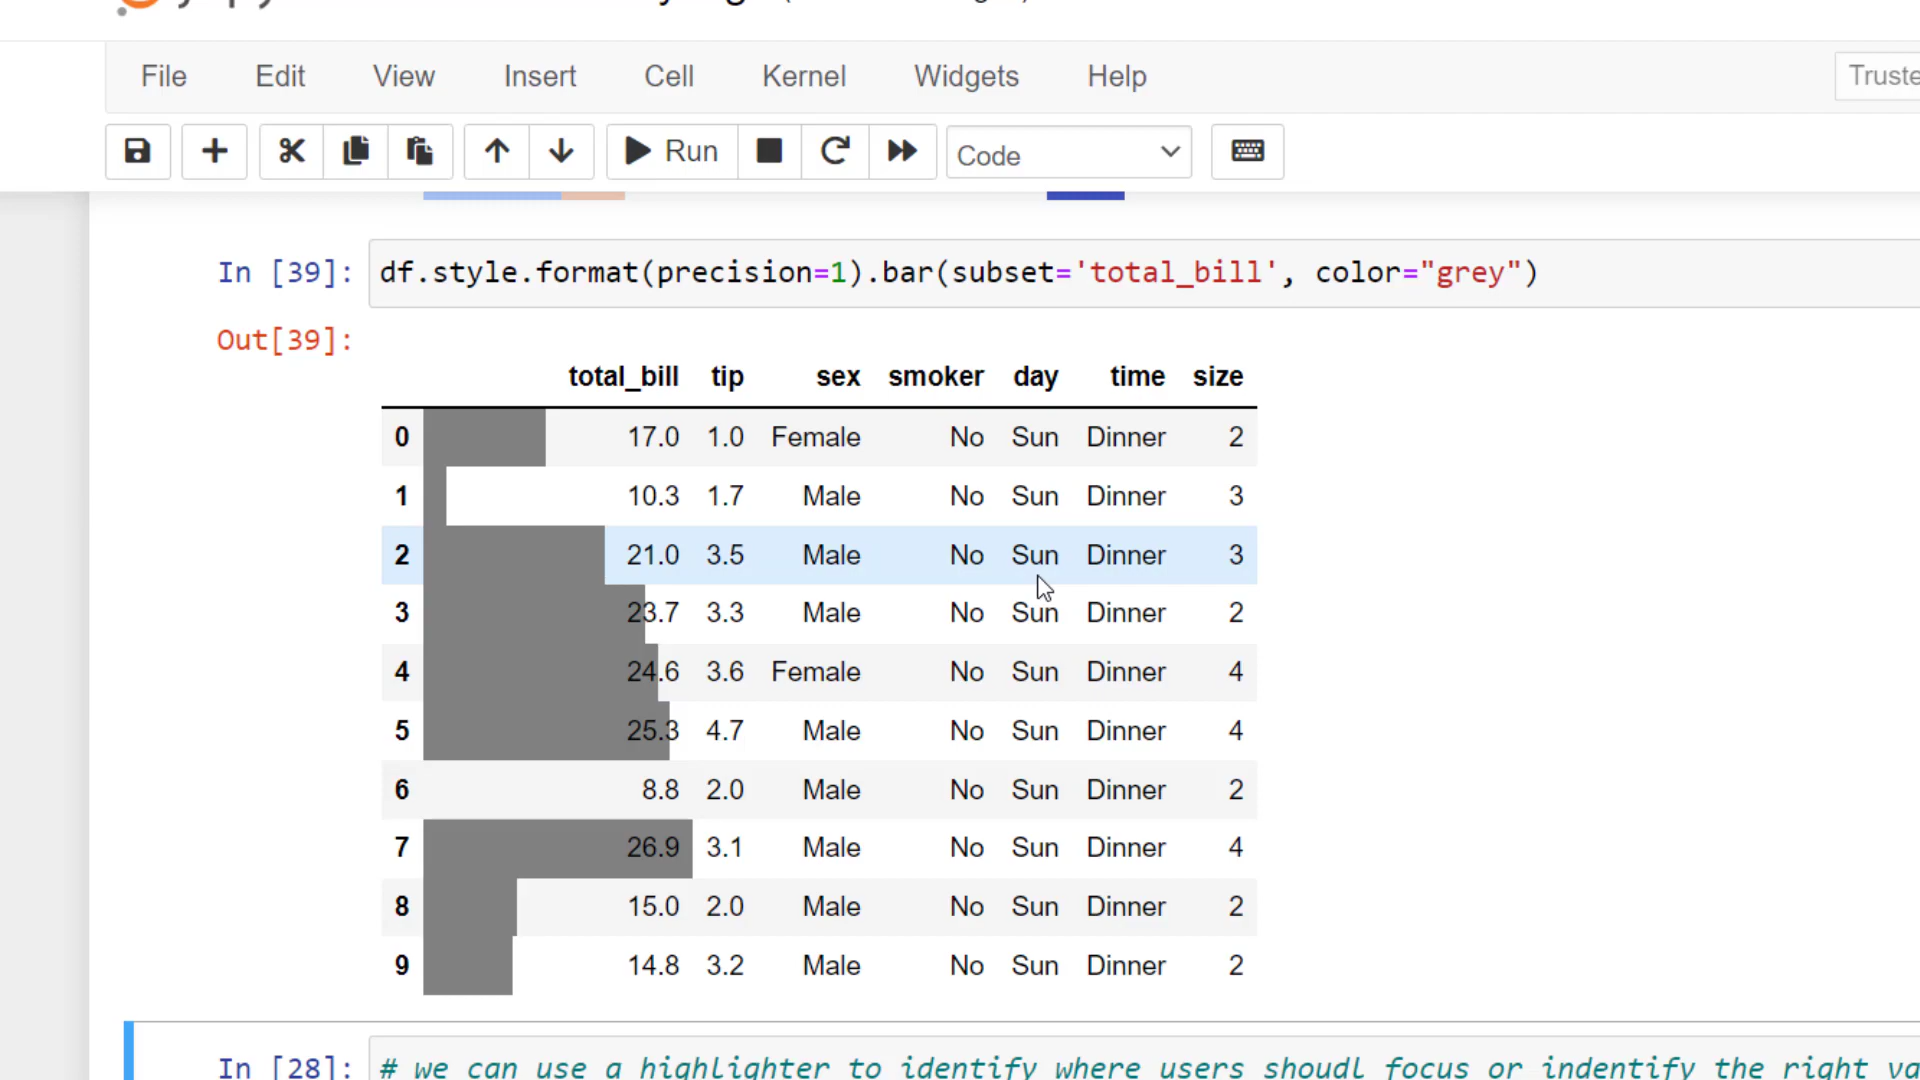 File Edit View Insert Cell Kernel Widgets Help Truste
Run Code
In [39]: df.style.format(precision=1).bar(subset='total_bill', color="grey")
Out[39]:
total_bill tip sex smoker day time size
0 17.0 1.0 Female No Sun Dinner 2
1 10.3 1.7 Male No Sun Dinner 3
2 21.0 3.5 Male No Sun Dinner 3
3 23.7 3.3 Male No Sun Dinner 2
4 24.6 3.6 Female No Sun Dinner 4
5 25.3 4.7 Male No Sun Dinner 4
6 8.8 2.0 Male No Sun Dinner 2
7 26.9 3.1 Male No Sun Dinner 4
8 15.0 2.0 Male No Sun Dinner 2
9 14.8 3.2 Male No Sun Dinner 2
In [28]: # we can use a highlighter to identify where users shoudl focus or indentify the right va